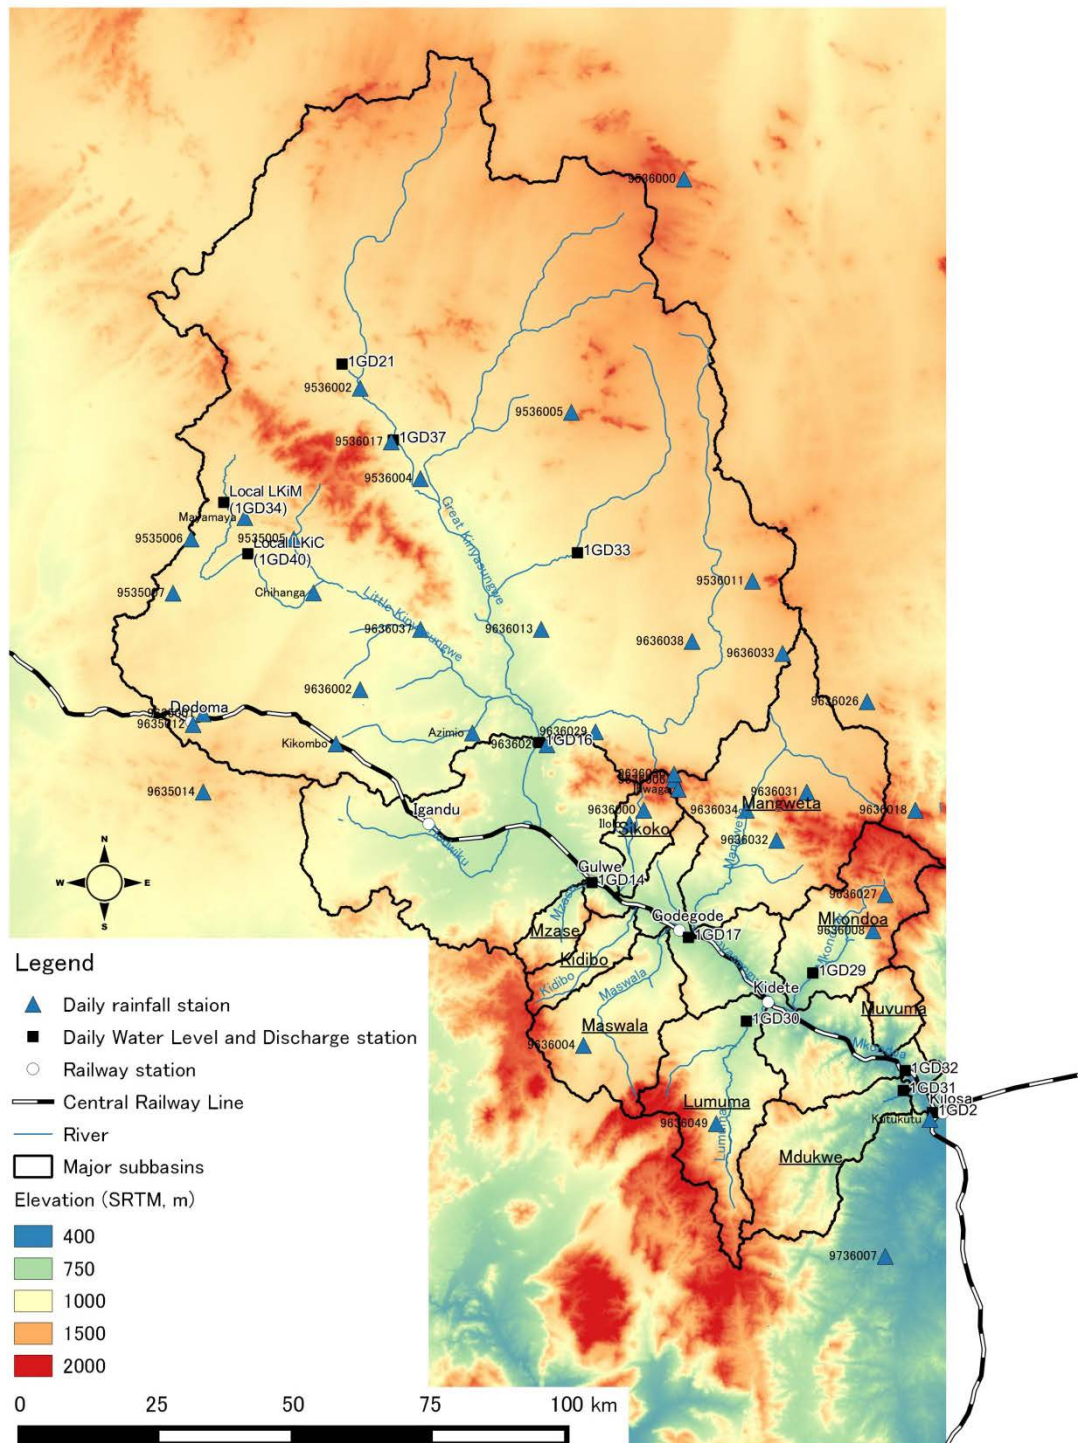 9536000
1GD21
9536002
9536005
1GD37
9536017
9536004
Great Kinyasungwe
Local LKiM
(1GD34)
Mayamaya
9535006
9535005
Local LKiC
(1GD40)
1GD33
9536011
9535007
Chihanga
Little Kinyasungwe
9636037
9636013
9636038
9636033
9636002
9636026
Dodoma
9635012
Kikombo
Azimio
9636029
1GD16
9635014
9636000
9636034
9636031
Mangweta
9636018
Igandu
Sikoko
9636032
Gulwe
1GD14
9636027
Mzase
Mzase
Godegode
1GD17
Mkondoa
9636008
Kidibo
Kidibo
Maswala
1GD29
Kidete
Muvuma
Maswala
1GD30
9636004
Mkondoa
1GD32
1GD31
Kilosa
1GD2
Kutukutu
Lumuma
9636049
Lumuma
Mdukwe
9736007
N
W
E
S
Legend
Daily rainfall staion
Daily Water Level and Discharge station
Railway station
Central Railway Line
River
Major subbasins
Elevation (SRTM, m)
400
750
1000
1500
2000
0 25 50 75 100 km